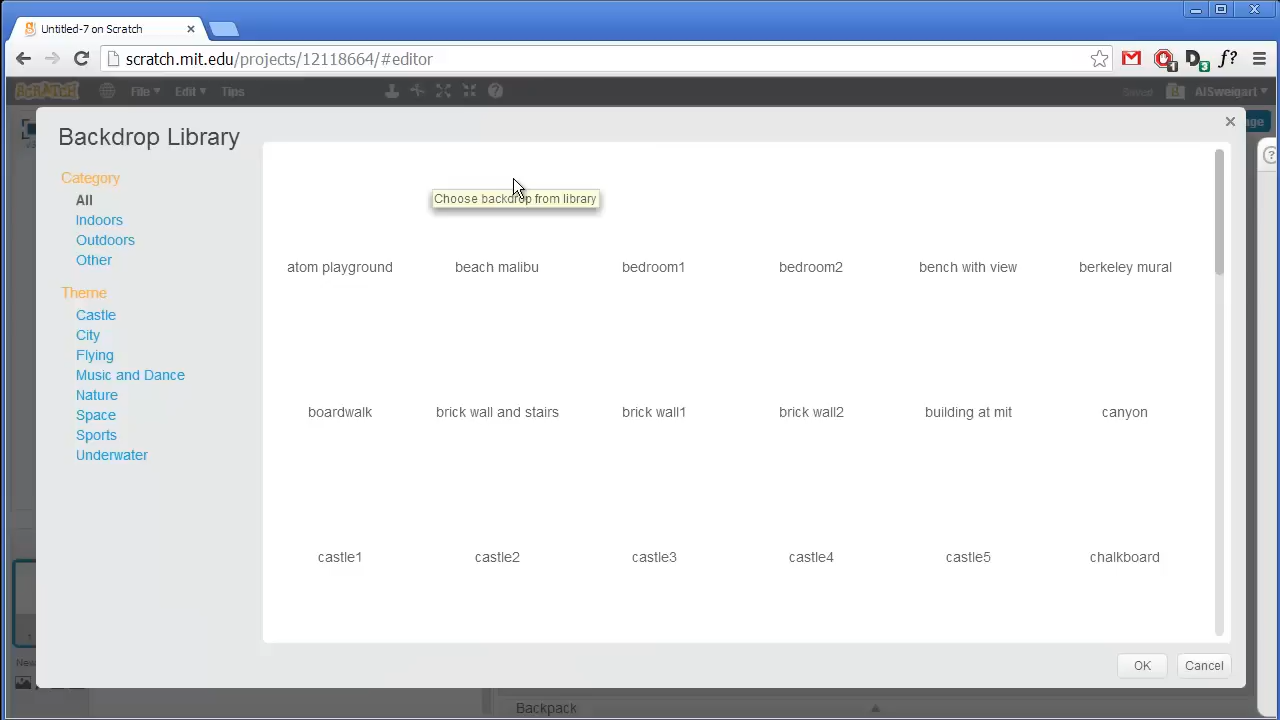 Untitled-7 on Scratch
scratch.mit.edu/projects/12118664/#editor
SCRATCH File Edit Tips Saved AlSweigart
Backdrop Library
Category
All
Indoors
Outdoors
Other
Theme
Castle
City
Flying
Music and Dance
Nature
Space
Sports
Underwater
Choose backdrop from library
atom playground beach malibu bedroom1 bedroom2 bench with view berkeley mural
boardwalk brick wall and stairs brick wall1 brick wall2 building at mit canyon
castle1 castle2 castle3 castle4 castle5 chalkboard
OK Cancel
Backpack